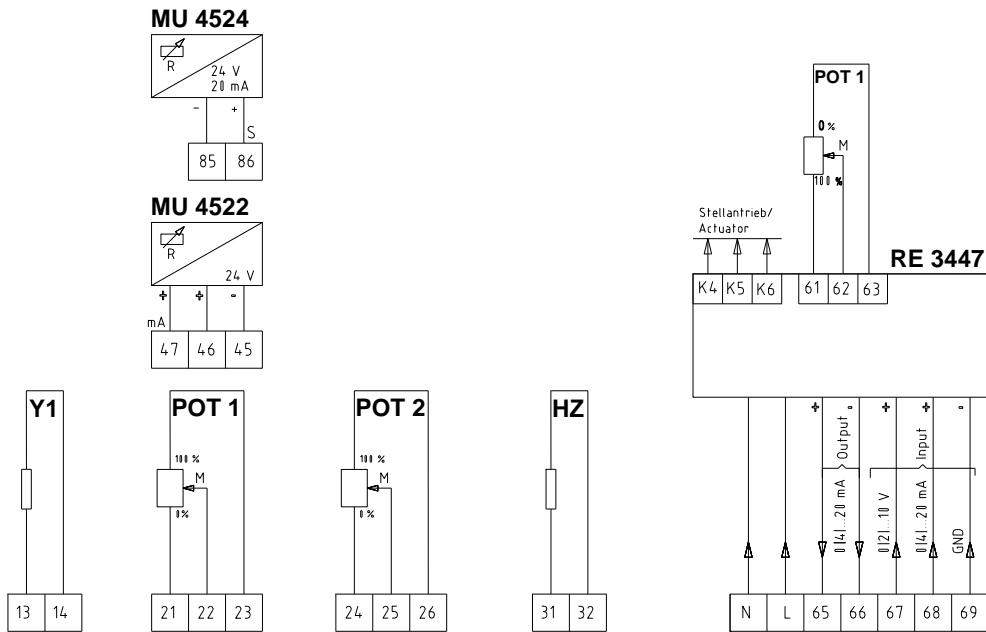 MU 4524
R
24 V
20 mA
- +
S
85 86
MU 4522
R
24 V
+ + -
mA
47 46 45
Y1
13 14
POT 1
100 %
M
0%
21 22 23
POT 2
100 %
M
0%
24 25 26
HZ
31 32
POT 1
0%
M
100 %
Stellantrieb/
Actuator
RE 3447
K4 K5 K6 61 62 63
+ - + + -
0(4)...20 mA Output
0(2)...10 V
0(4)...20 mA Input
GND
N L 65 66 67 68 69